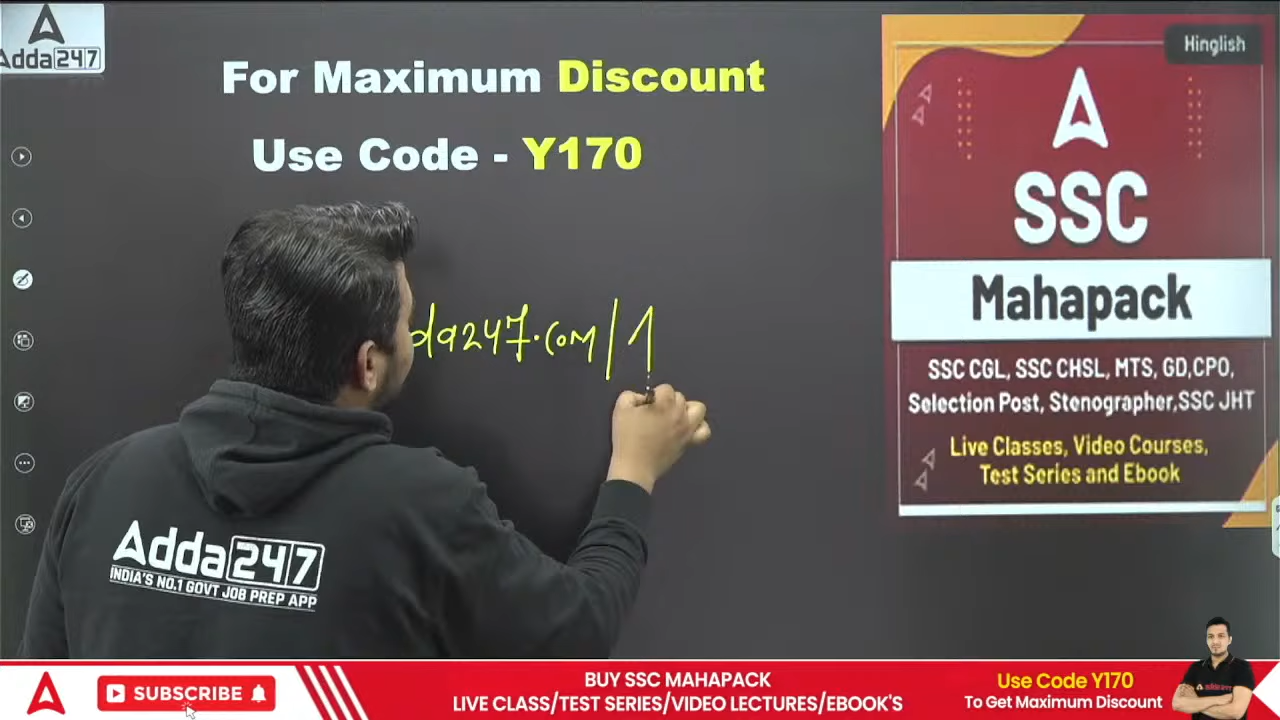 Adda247
For Maximum Discount
Use Code - Y170
da247.com/1
Adda247
INDIA'S NO.1 GOVT JOB PREP APP
Hinglish
SSC
Mahapack
SSC CGL, SSC CHSL, MTS, GD,CPO,
Selection Post, Stenographer,SSC JHT
Live Classes, Video Courses,
Test Series and Ebook
SUBSCRIBE
BUY SSC MAHAPACK
LIVE CLASS/TEST SERIES/VIDEO LECTURES/EBOOK'S
Use Code Y170
To Get Maximum Discount